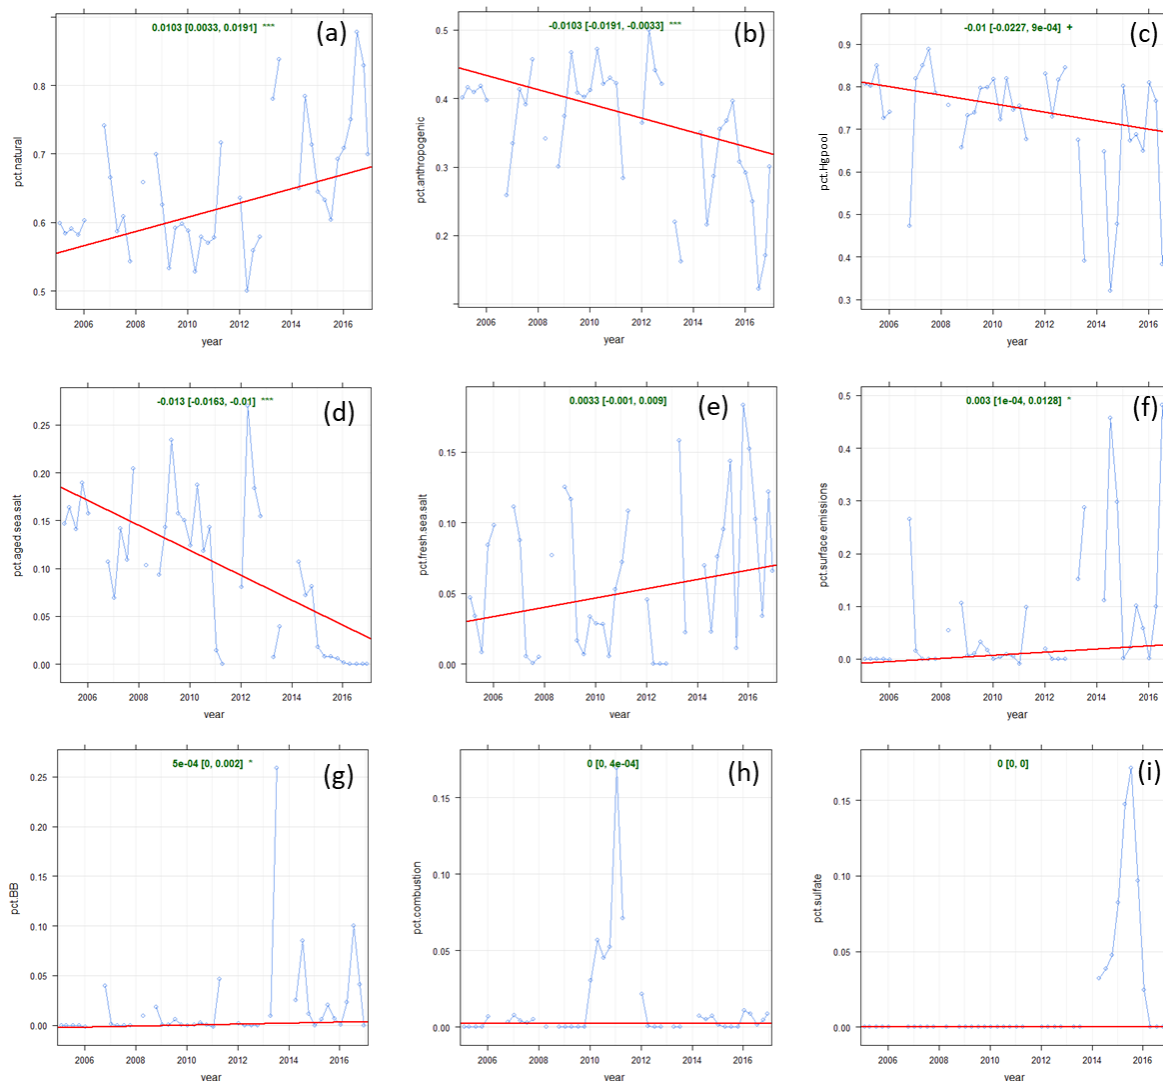 0.0103 [0.0033, 0.0191] ***
(a)
pct.natural
0.8
0.7
0.6
0.5
2006 2008 2010 2012 2014 2016
year
-0.0103 [-0.0191, -0.0033] ***
(b)
pct.anthropogenic
0.5
0.4
0.3
0.2
2006 2008 2010 2012 2014 2016
year
-0.01 [-0.0227, 9e-04] +
(c)
pct.Hgpool
0.9
0.8
0.7
0.6
0.5
0.4
0.3
2006 2008 2010 2012 2014 2016
year
-0.013 [-0.0163, -0.01] ***
(d)
pct.aged.sea.salt
0.25
0.20
0.15
0.10
0.05
0.00
2006 2008 2010 2012 2014 2016
year
0.0033 [-0.001, 0.009]
(e)
pct.fresh.sea.salt
0.15
0.10
0.05
0.00
2006 2008 2010 2012 2014 2016
year
0.003 [1e-04, 0.0128] *
(f)
pct.surface.emissions
0.5
0.4
0.3
0.2
0.1
0.0
2006 2008 2010 2012 2014 2016
year
5e-04 [0, 0.002] *
(g)
pct.BB
0.25
0.20
0.15
0.10
0.05
0.00
2006 2008 2010 2012 2014 2016
year
0 [0, 4e-04]
(h)
pct.combustion
0.15
0.10
0.05
0.00
2006 2008 2010 2012 2014 2016
year
0 [0, 0]
(i)
pct.sulfate
0.15
0.10
0.05
0.00
2006 2008 2010 2012 2014 2016
year